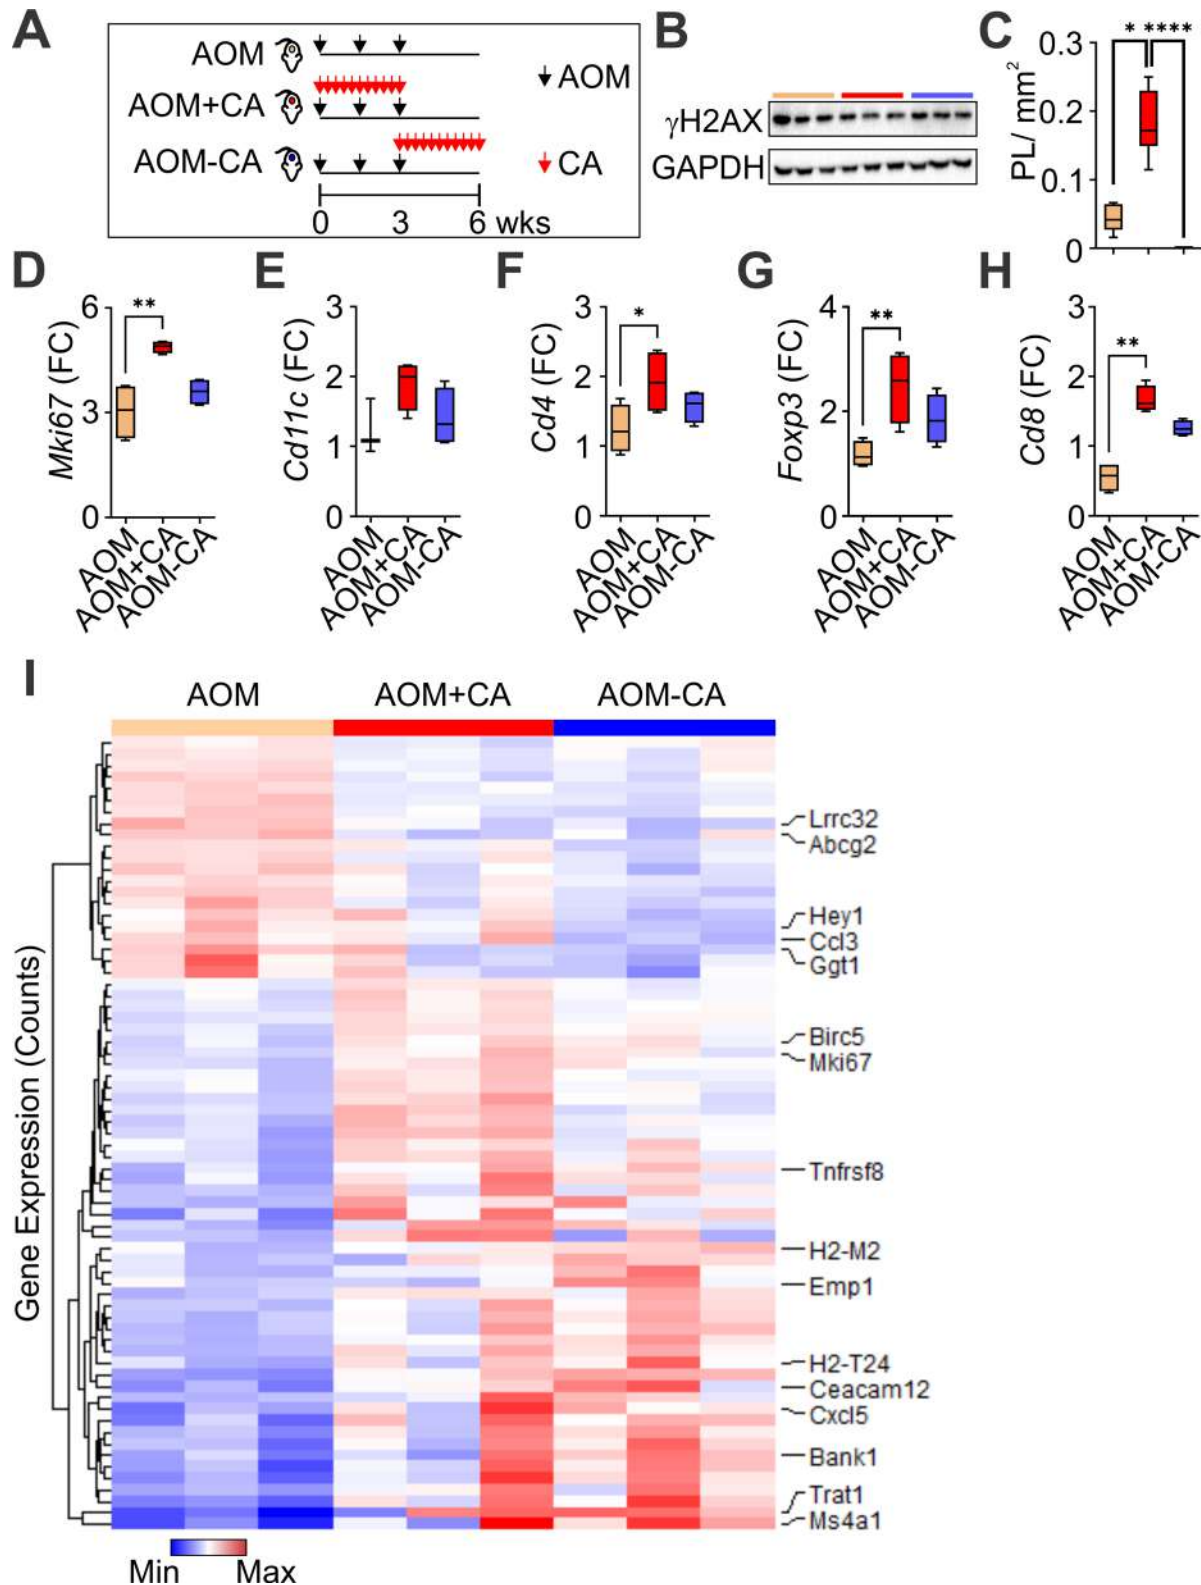 A
AOM
AOM+CA
AOM-CA
AOM
CA
0 3 6 wks
B
γH2AX
GAPDH
C
* ****
PL/ mm²
0.3
0.2
0.1
0
D
**
Mki67 (FC)
6
3
0
AOM
AOM+CA
AOM-CA
E
Cd11c (FC)
3
2
1
0
AOM
AOM+CA
AOM-CA
F
*
Cd4 (FC)
3
2
1
0
AOM
AOM+CA
AOM-CA
G
**
Foxp3 (FC)
4
2
0
AOM
AOM+CA
AOM-CA
H
**
Cd8 (FC)
3
2
1
0
AOM
AOM+CA
AOM-CA
I
AOM AOM+CA AOM-CA
Gene Expression (Counts)
Lrrc32
Abcg2
Hey1
Ccl3
Ggt1
Birc5
Mki67
Tnfrsf8
H2-M2
Emp1
H2-T24
Ceacam12
Cxcl5
Bank1
Trat1
Ms4a1
Min Max